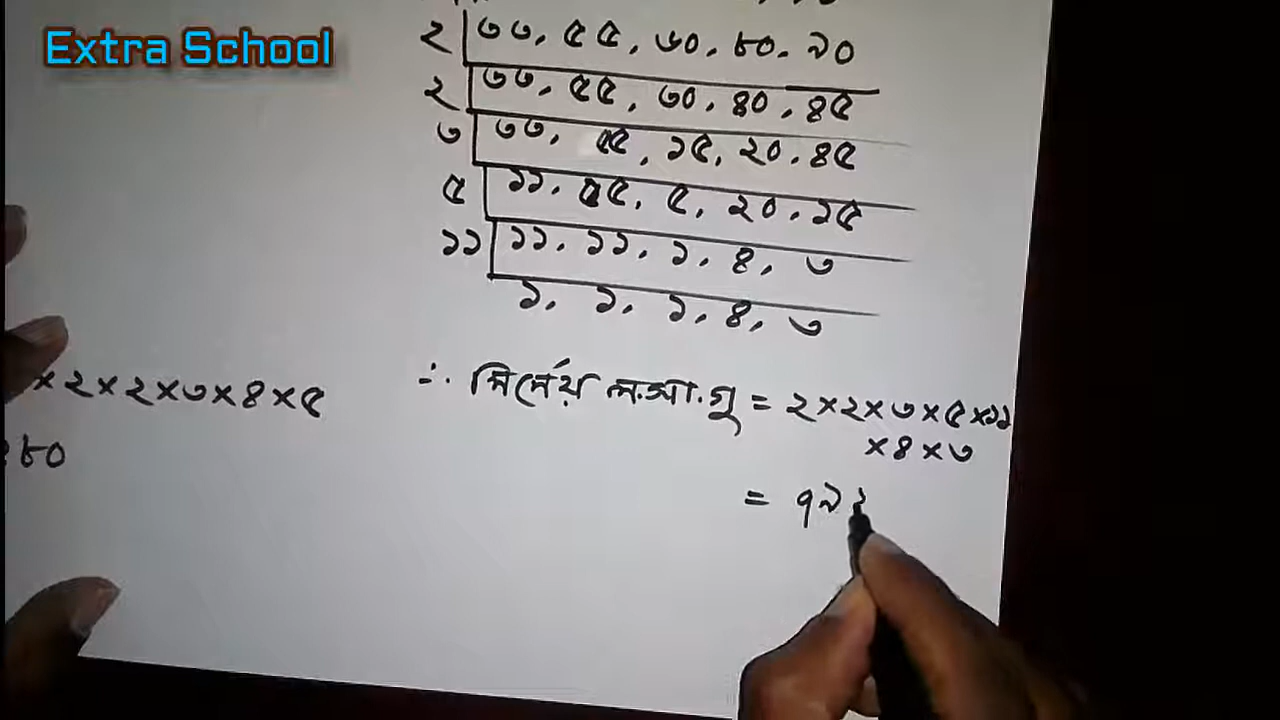 Extra School
২ | ৩৩, ৫৫, ৬০, ৮০, ৯০
২ | ৩৩, ৫৫, ৩০, ৪০, ৪৫
৩ | ৩৩, ৫৫, ১৫, ২০, ৪৫
৫ | ১১, ৫৫, ৫, ২০, ১৫
১১ | ১১, ১১, ১, ৪, ৩
১, ১, ১, ৪, ৩
× ২ × ২ × ৩ × ৪ × ৫
৮০
∴ নির্ণেয় ল.সা.গু = ২ × ২ × ৩ × ৫ × ১১
× ৪ × ৩
= ৭৯২